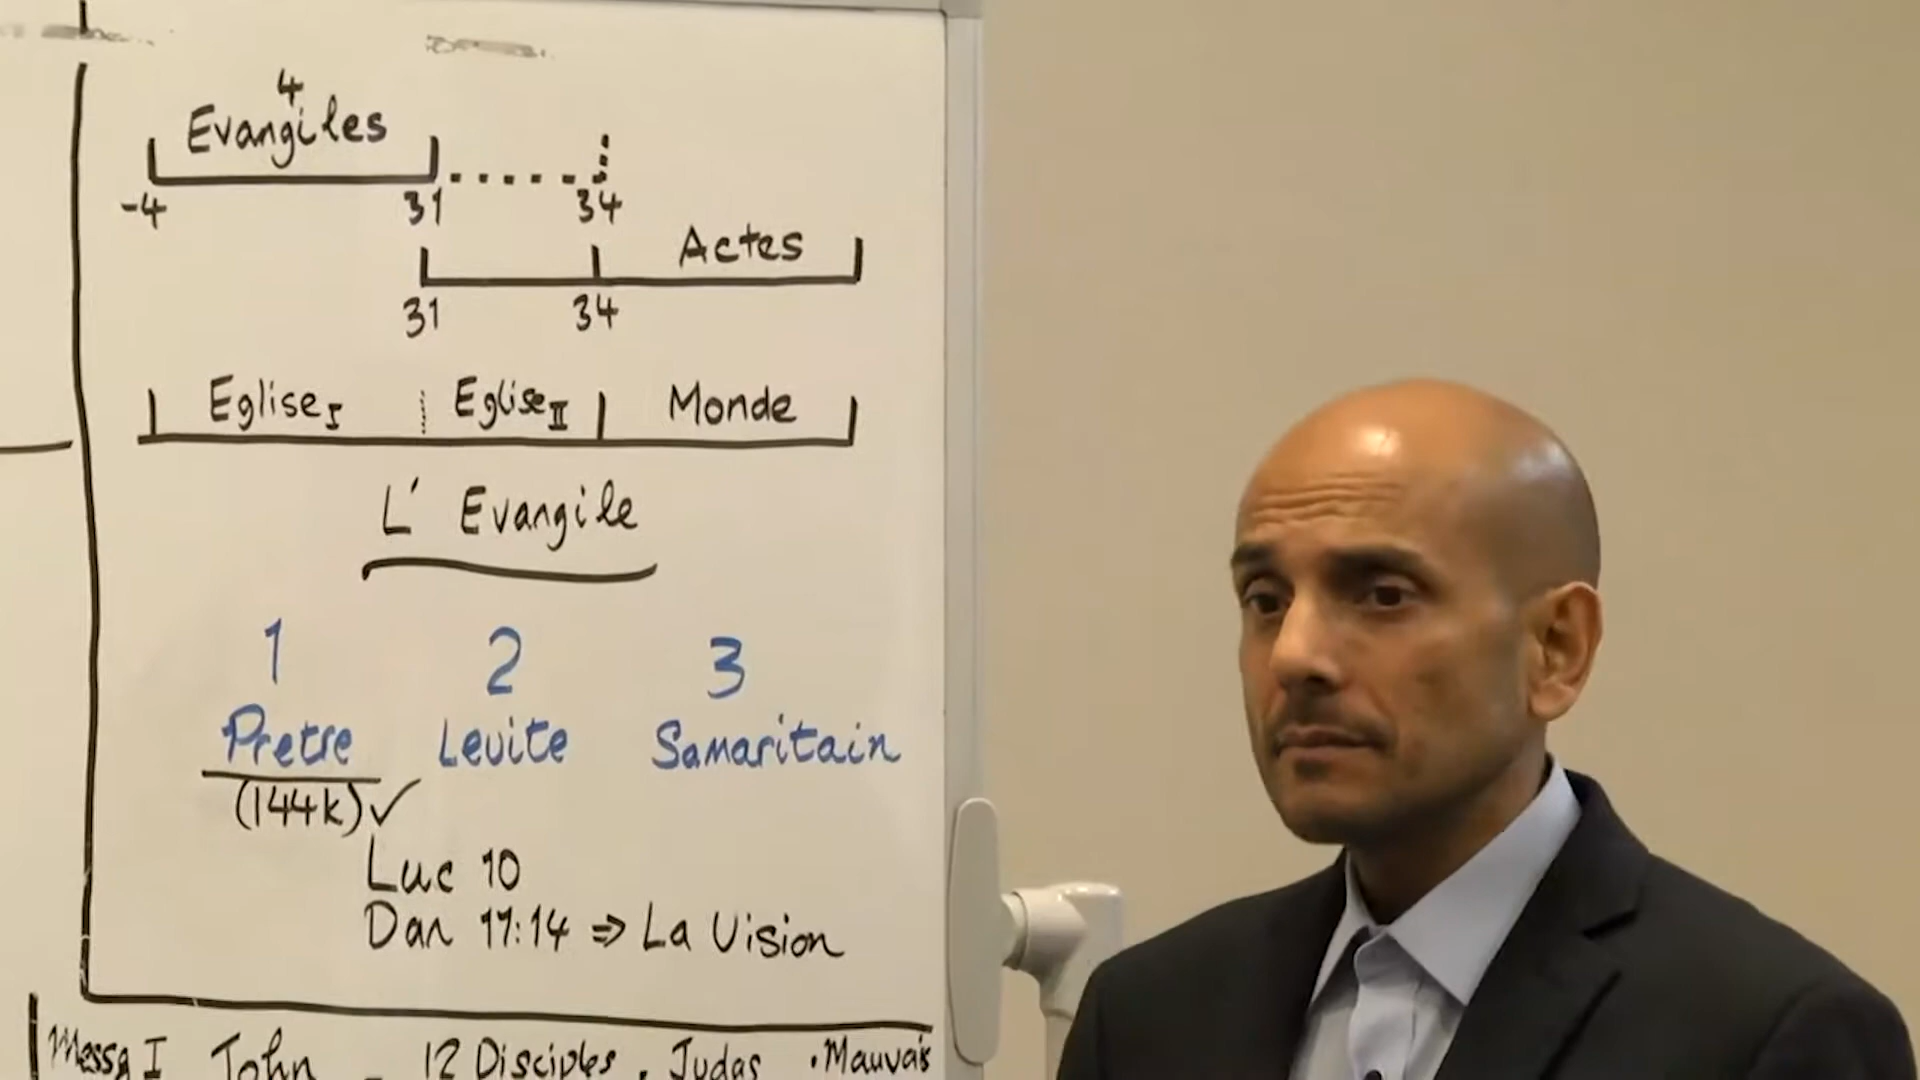 4
Evangiles
-4 31 34
Actes
31 34
Eglise I Eglise II Monde
L' Evangile
1 2 3
Pretre Levite Samaritain
(144k) ✓
Luc 10
Dan 11:14 ⇒ La Vision
Messg I John - 12 Disciples . Judas . Mauvais